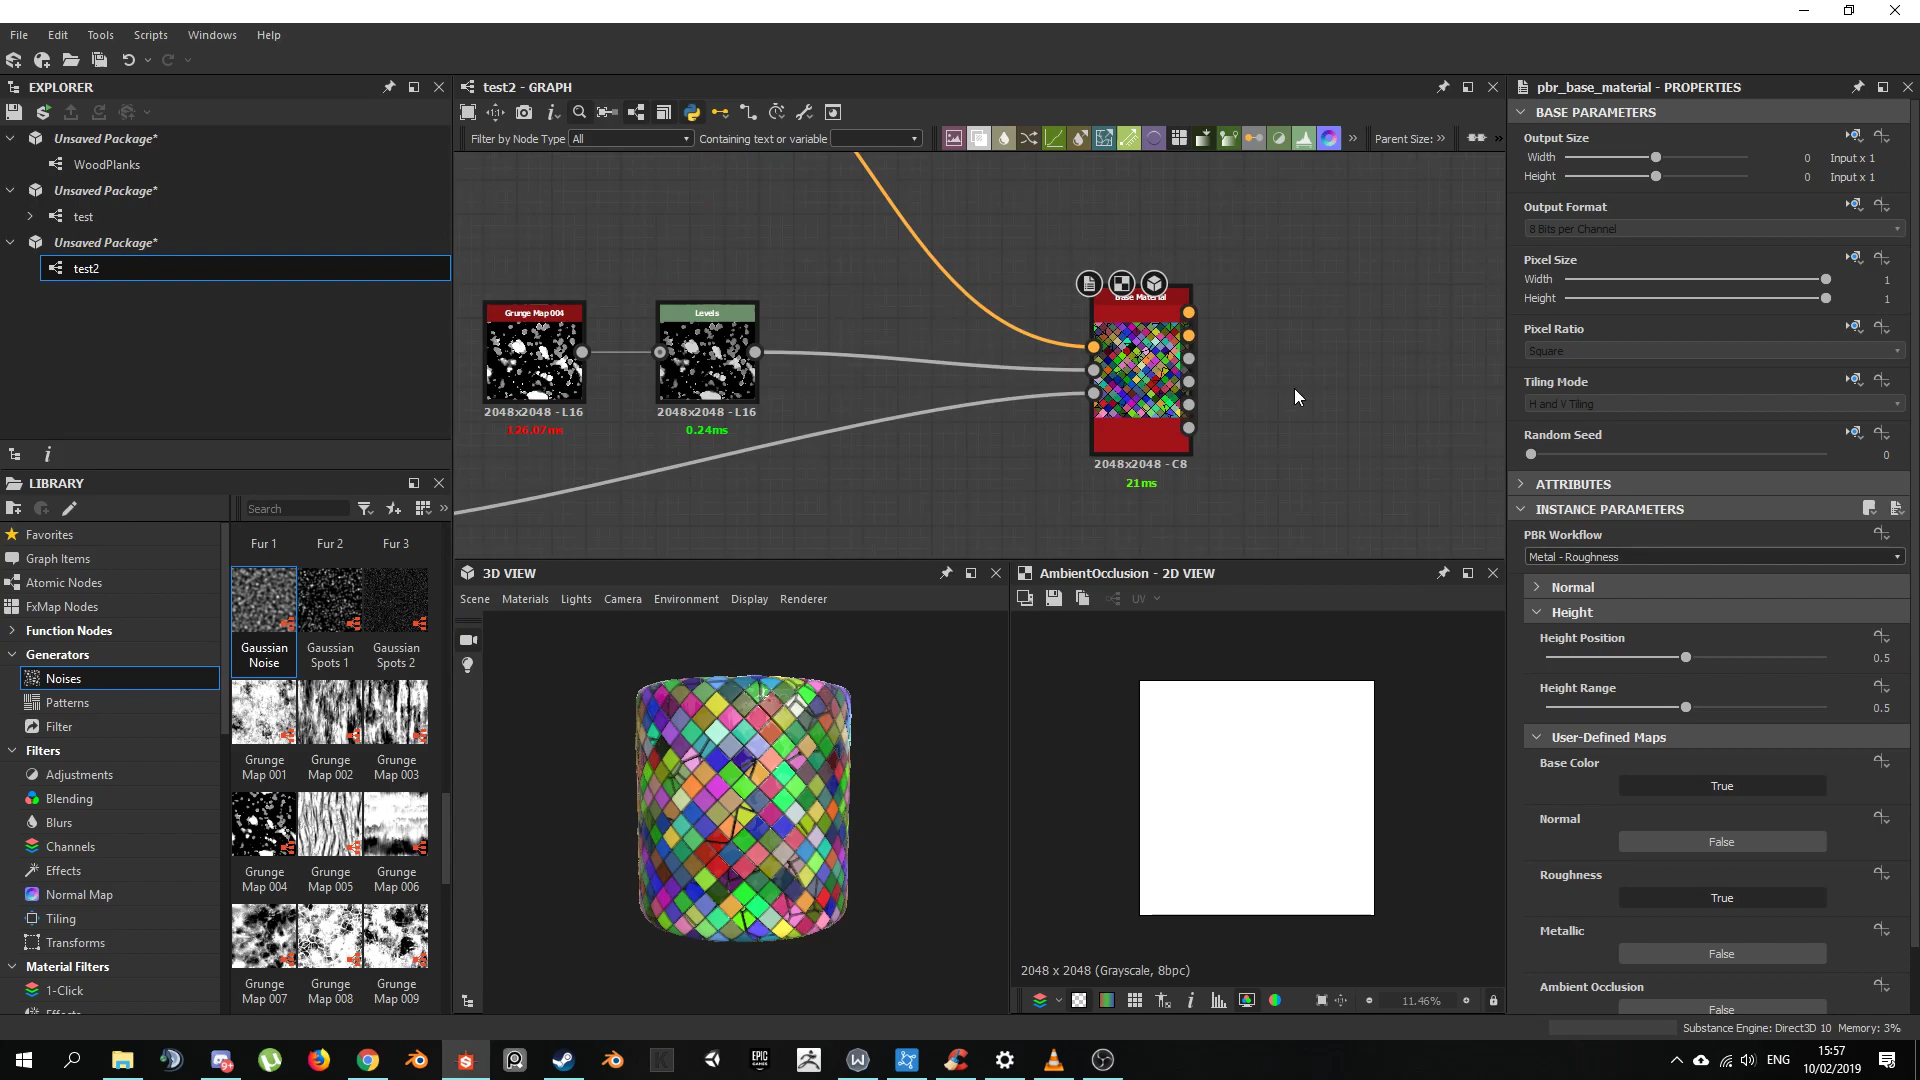 File Edit Tools Scripts Windows Help
EXPLORER
Unsaved Package*
WoodPlanks
Unsaved Package*
test
Unsaved Package*
test2
LIBRARY
Search
Favorites
Graph Items
Atomic Nodes
FxMap Nodes
Function Nodes
Generators
Noises
Patterns
Filter
Filters
Adjustments
Blending
Blurs
Channels
Effects
Normal Map
Tiling
Transforms
Material Filters
1-Click
Fur 1 Fur 2 Fur 3
Gaussian Noise
Gaussian Spots 1
Gaussian Spots 2
Grunge Map 001
Grunge Map 002
Grunge Map 003
Grunge Map 004
Grunge Map 005
Grunge Map 006
Grunge Map 007
Grunge Map 008
Grunge Map 009
test2 - GRAPH
Filter by Node Type All Containing text or variable Parent Size:
Grunge Map 004
2048x2048 - L16
126.07ms
Levels
2048x2048 - L16
0.24ms
Base Material
2048x2048 - C8
21ms
3D VIEW
Scene Materials Lights Camera Environment Display Renderer
AmbientOcclusion - 2D VIEW
UV
2048 x 2048 (Grayscale, 8bpc)
11.46%
pbr_base_material - PROPERTIES
BASE PARAMETERS
Output Size
Width 0 Input x 1
Height 0 Input x 1
Output Format
8 Bits per Channel
Pixel Size
Width 1
Height 1
Pixel Ratio
Square
Tiling Mode
H and V Tiling
Random Seed
0
ATTRIBUTES
INSTANCE PARAMETERS
PBR Workflow
Metal - Roughness
Normal
Height
Height Position
0.5
Height Range
0.5
User-Defined Maps
Base Color
True
Normal
False
Roughness
True
Metallic
False
Ambient Occlusion
False
Substance Engine: Direct3D 10 Memory: 3%
9+
EPIC GAMES
ENG
15:57
10/02/2019